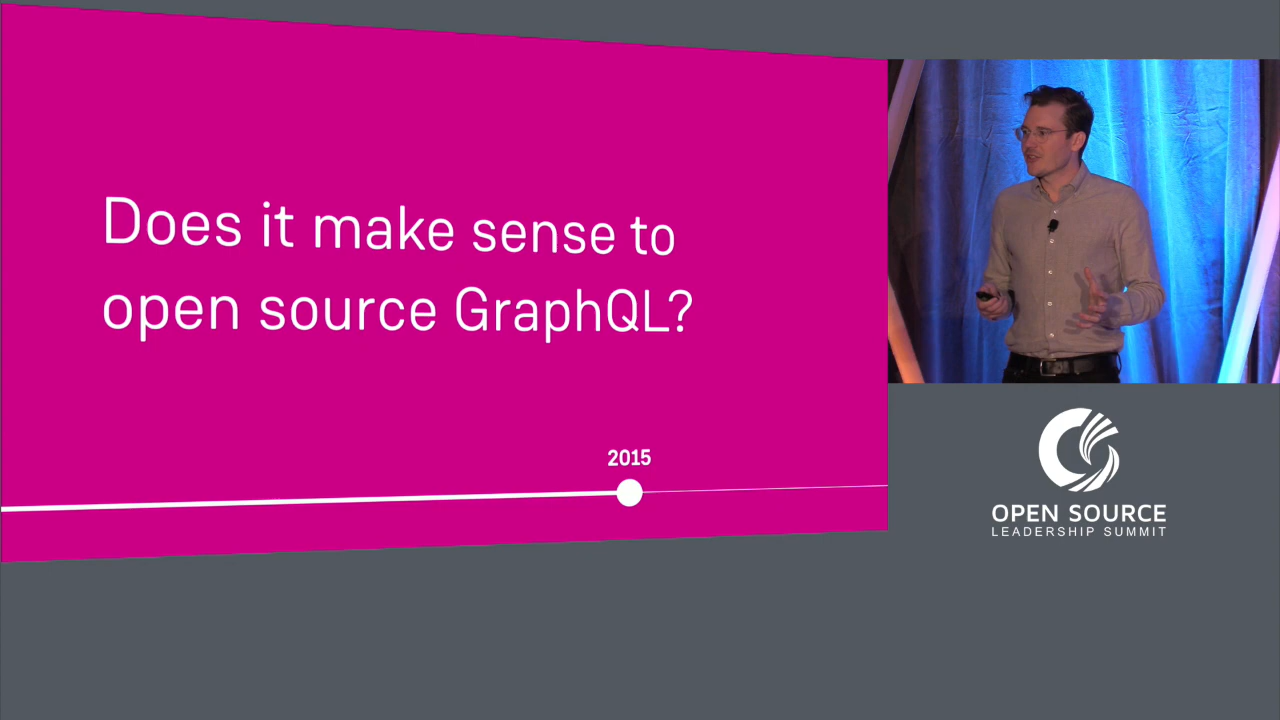 Does it make sense to
open source GraphQL?
2015
OPEN SOURCE
LEADERSHIP SUMMIT